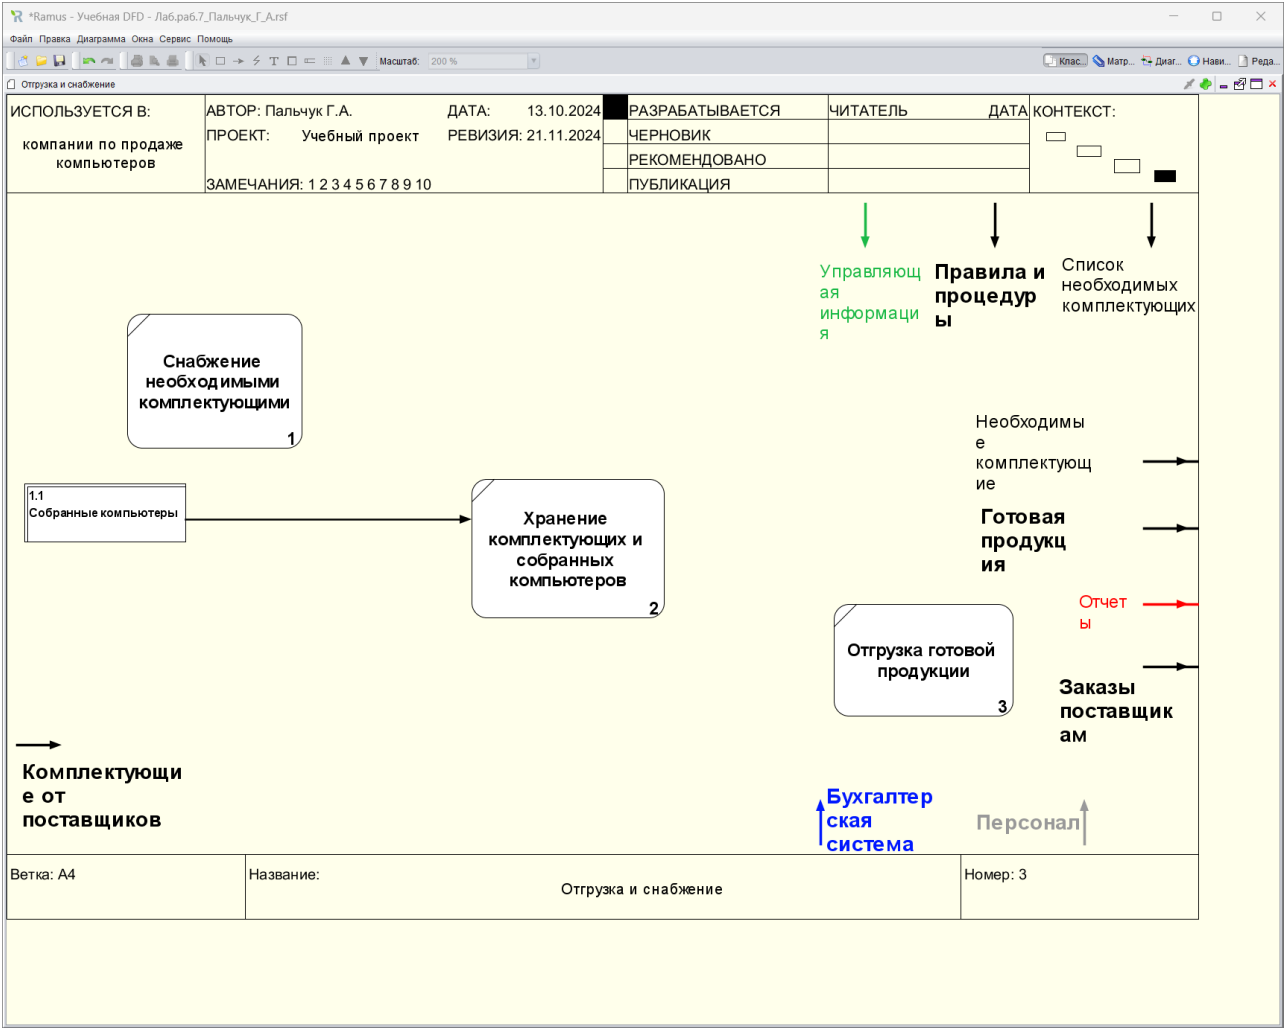 *Ramus - Учебная DFD - Лаб.раб.7_Пальчук_Г_А.rsf
Файл Правка Диаграмма Окна Сервис Помощь
Масштаб: 200 % Клас... Матр... Диаг... Нави... Реда...
Отгрузка и снабжение
ИСПОЛЬЗУЕТСЯ В:
компании по продаже
компьютеров
АВТОР: Пальчук Г.А. ДАТА: 13.10.2024
ПРОЕКТ: Учебный проект РЕВИЗИЯ: 21.11.2024
ЗАМЕЧАНИЯ: 1 2 3 4 5 6 7 8 9 10
РАЗРАБАТЫВАЕТСЯ
ЧЕРНОВИК
РЕКОМЕНДОВАНО
ПУБЛИКАЦИЯ
ЧИТАТЕЛЬ ДАТА
КОНТЕКСТ:
Управляющ
ая
информаци
я
Правила и
процедур
ы
Список
необходимых
комплектующих
Снабжение
необходимыми
комплектующими
1
Необходимы
е
комплектующ
ие
1.1
Собранные компьютеры
Хранение
комплектующих и
собранных
компьютеров
2
Готовая
продукц
ия
Отчет
ы
Отгрузка готовой
продукции
3
Заказы
поставщик
ам
Комплектующи
е от
поставщиков
Бухгалтер
ская
система
Персонал
Ветка: A4
Название:
Отгрузка и снабжение
Номер: 3